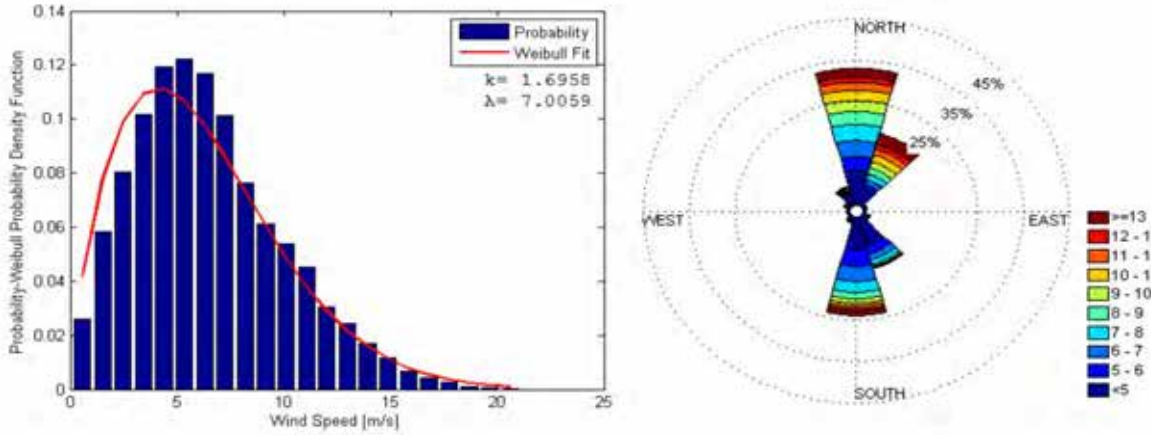 0.14
0.12
0.1
0.08
0.06
0.04
0.02
0
Probability-Weibull Probability Density Function
Probability
Weibull Fit
k= 1.6958
λ= 7.0059
0 5 10 15 20 25
Wind Speed [m/s]
NORTH
45%
35%
25%
WEST
EAST
SOUTH
>=13
12 - 1
11 - 1
10 - 1
9 - 10
8 - 9
7 - 8
6 - 7
5 - 6
<5